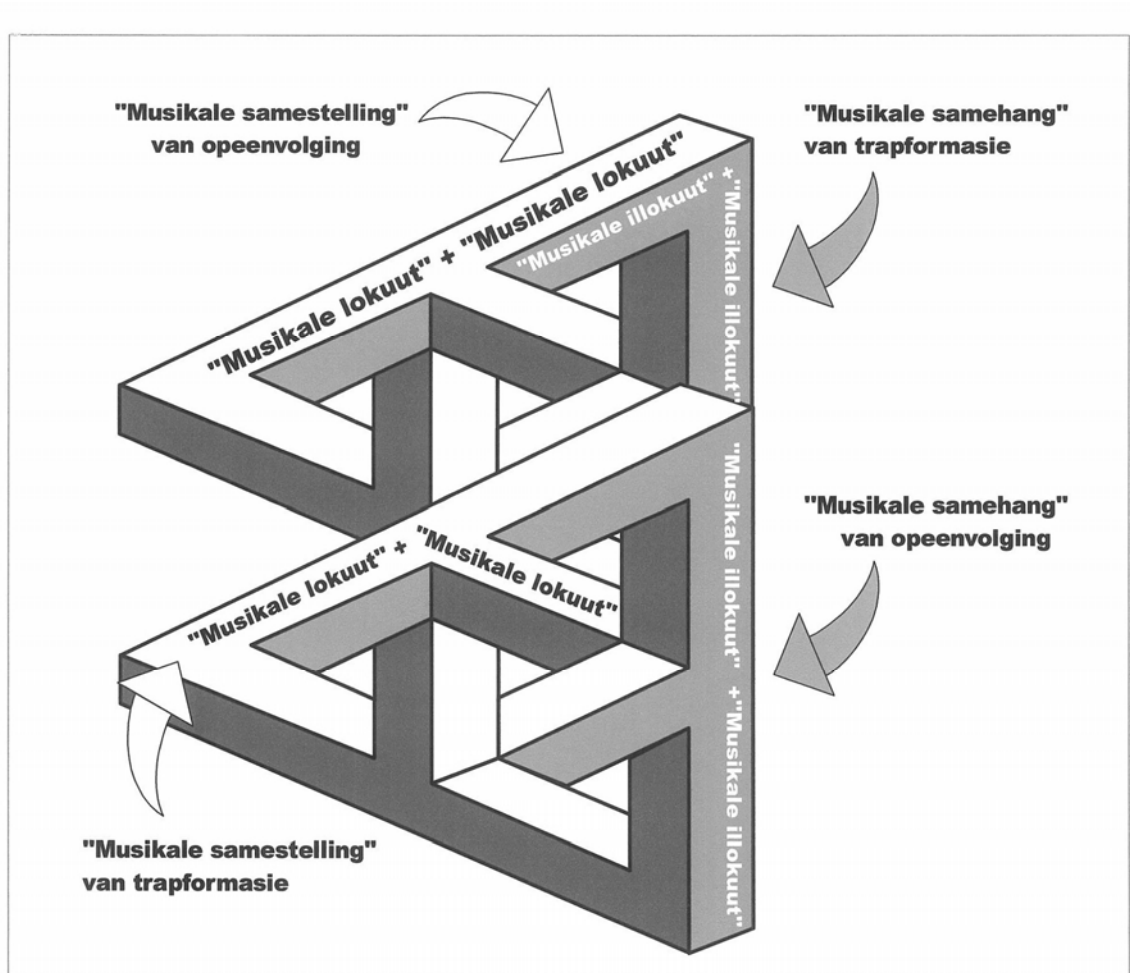 "Musikale samestelling"
van opeenvolging
"Musikale samehang"
van trapformasie
"Musikale lokuut" + "Musikale lokuut"
"Musikale illokuut" +"Musikale illokuut"
"Musikale samehang"
van opeenvolging
"Musikale lokuut" + "Musikale lokuut"
"Musikale illokuut" +"Musikale illokuut"
"Musikale samestelling"
van trapformasie